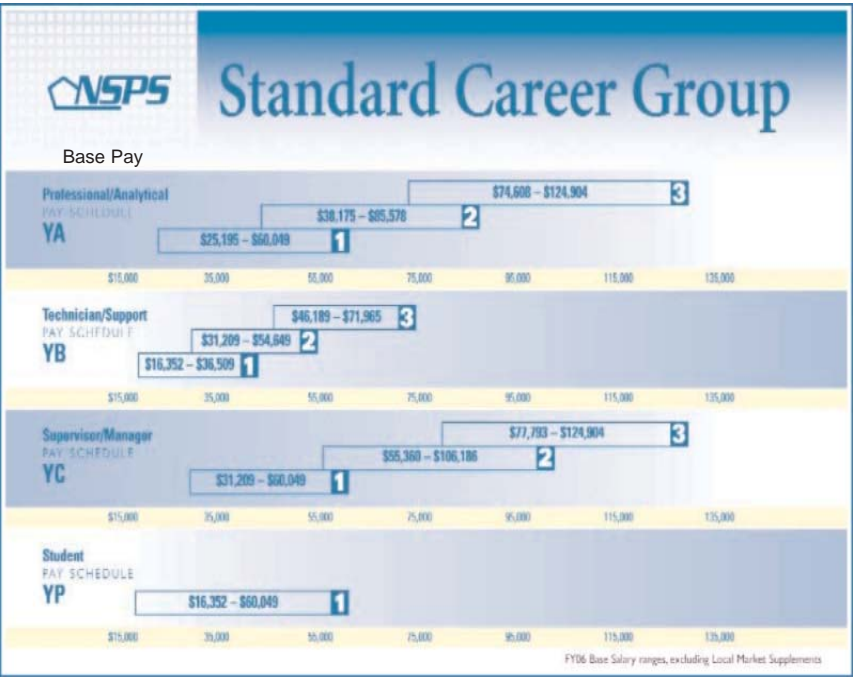 NSPS
Standard Career Group
Base Pay
Professional/Analytical
PAY SCHEDULE
YA
$74,608 – $124,904 3
$38,175 – $85,578 2
$25,195 – $60,049 1
$15,000 35,000 55,000 75,000 95,000 115,000 135,000
Technician/Support
PAY SCHEDULE
YB
$46,189 – $71,965 3
$31,209 – $54,649 2
$16,352 – $36,509 1
$15,000 35,000 55,000 75,000 95,000 115,000 135,000
Supervisor/Manager
PAY SCHEDULE
YC
$77,793 – $124,904 3
$55,360 – $106,186 2
$31,209 – $60,049 1
$15,000 35,000 55,000 75,000 95,000 115,000 135,000
Student
PAY SCHEDULE
YP
$16,352 – $60,049 1
$15,000 35,000 55,000 75,000 95,000 115,000 135,000
FY06 Base Salary ranges, excluding Local Market Supplements